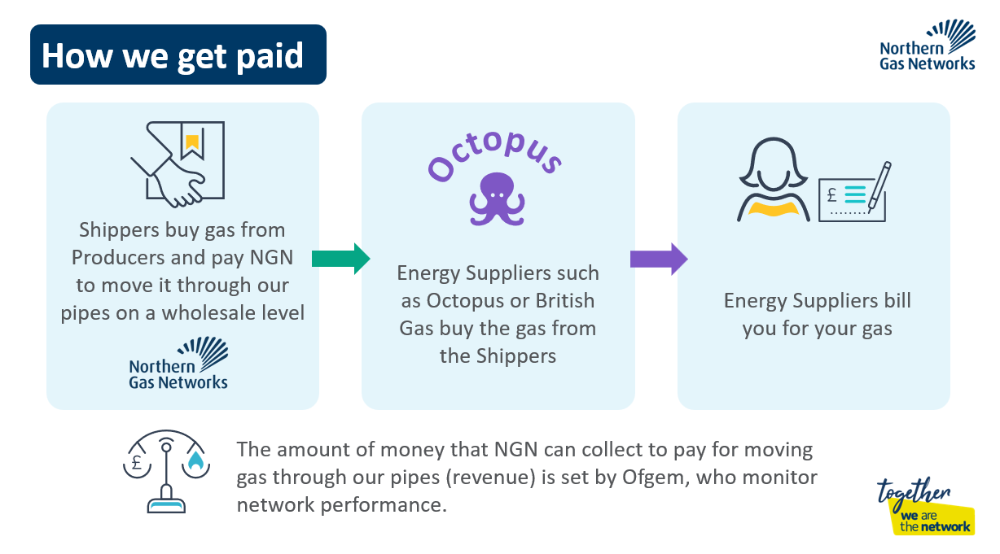 How we get paid
Northern
Gas Networks
Shippers buy gas from
Producers and pay NGN
to move it through our
pipes on a wholesale level
Northern
Gas Networks
Octopus
Energy Suppliers such
as Octopus or British
Gas buy the gas from
the Shippers
£
Energy Suppliers bill
you for your gas
£
The amount of money that NGN can collect to pay for moving
gas through our pipes (revenue) is set by Ofgem, who monitor
network performance.
together
we are
the network